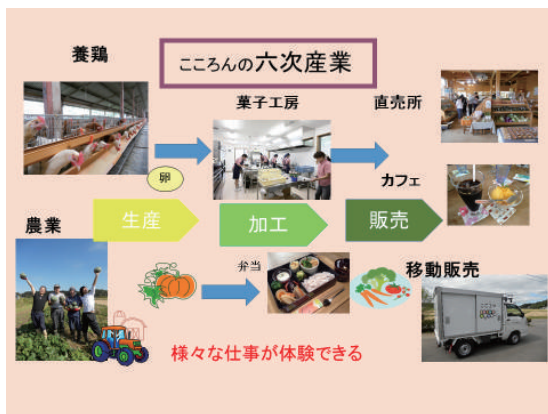 こころんの六次産業
養鶏
菓子工房
直売所
卵
カフェ
生産
加工
販売
農業
弁当
移動販売
様々な仕事が体験できる